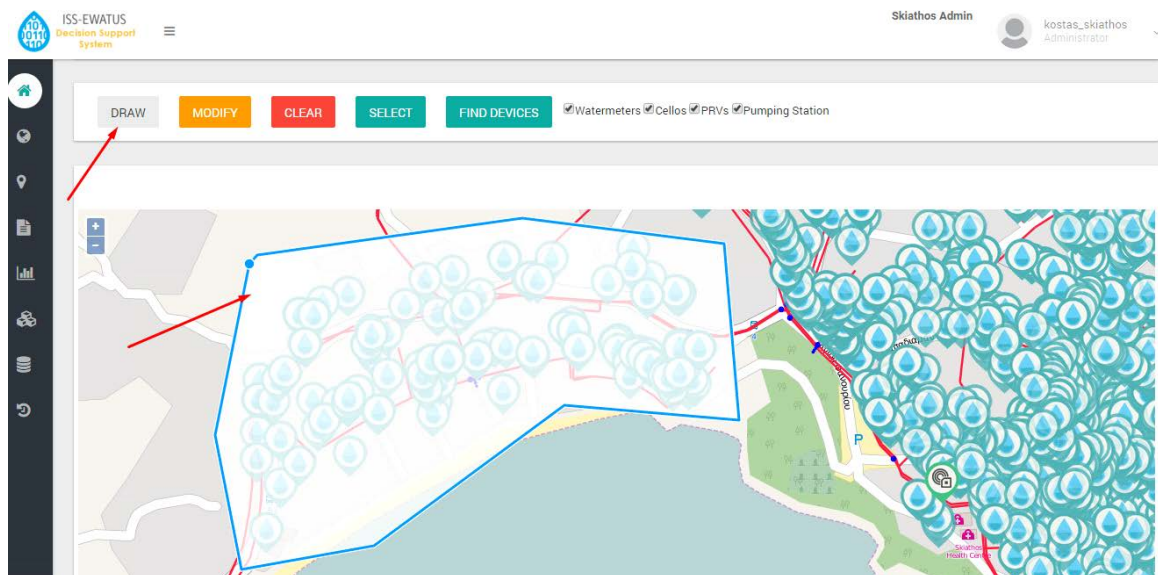 ISS-EWATUS
Decision Support
System
Skiathos Admin
kostas_skiathos
Administrator
DRAW
MODIFY
CLEAR
SELECT
FIND DEVICES
Watermeters Cellos PRVs Pumping Station
+
-
P
Skiathos
Health Centre